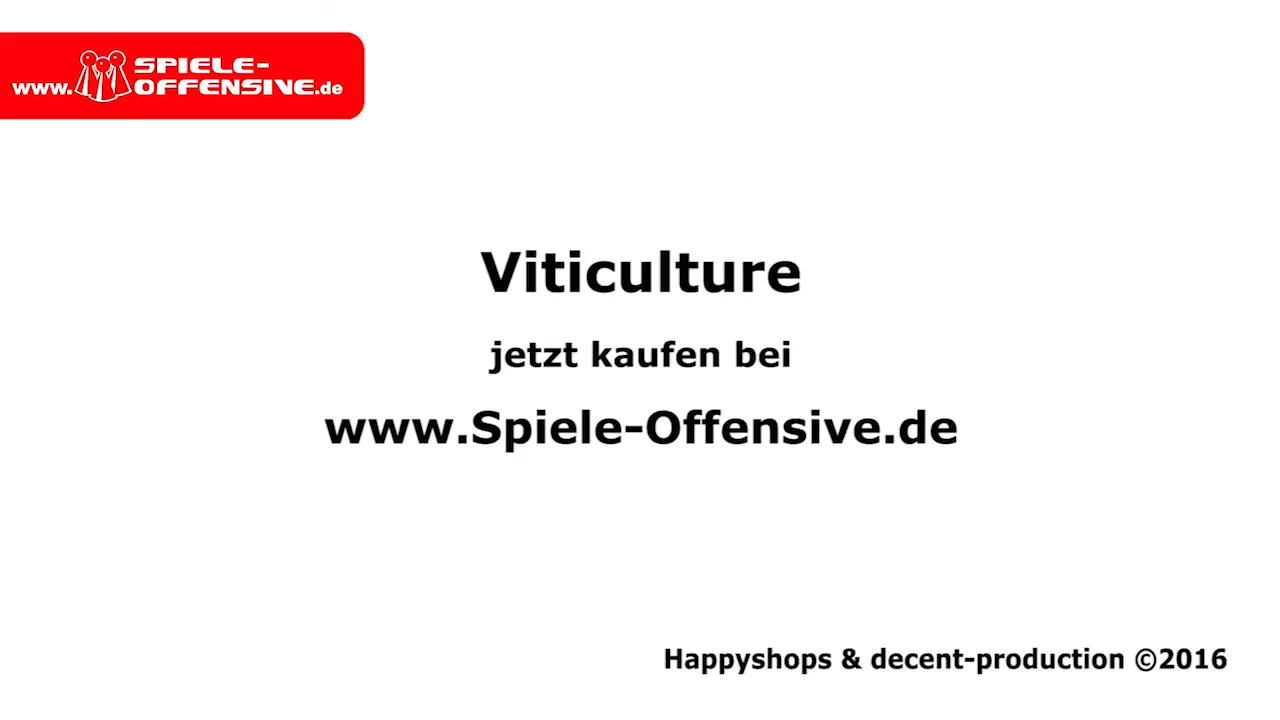 www. SPIELE-
OFFENSIVE.de
Viticulture
jetzt kaufen bei
www.Spiele-Offensive.de
Happyshops & decent-production ©2016